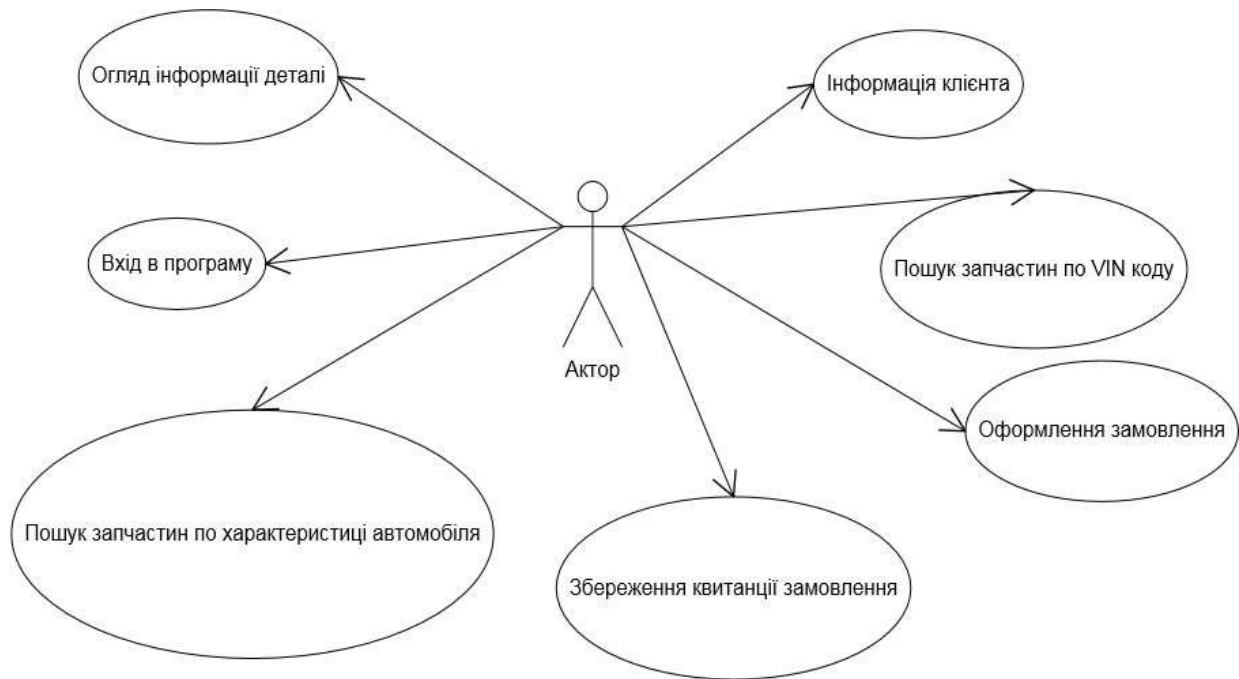 Огляд інформації деталі
Інформація клієнта
Вхід в програму
Пошук запчастин по VIN коду
Актор
Оформлення замовлення
Пошук запчастин по характеристиці автомобіля
Збереження квитанції замовлення